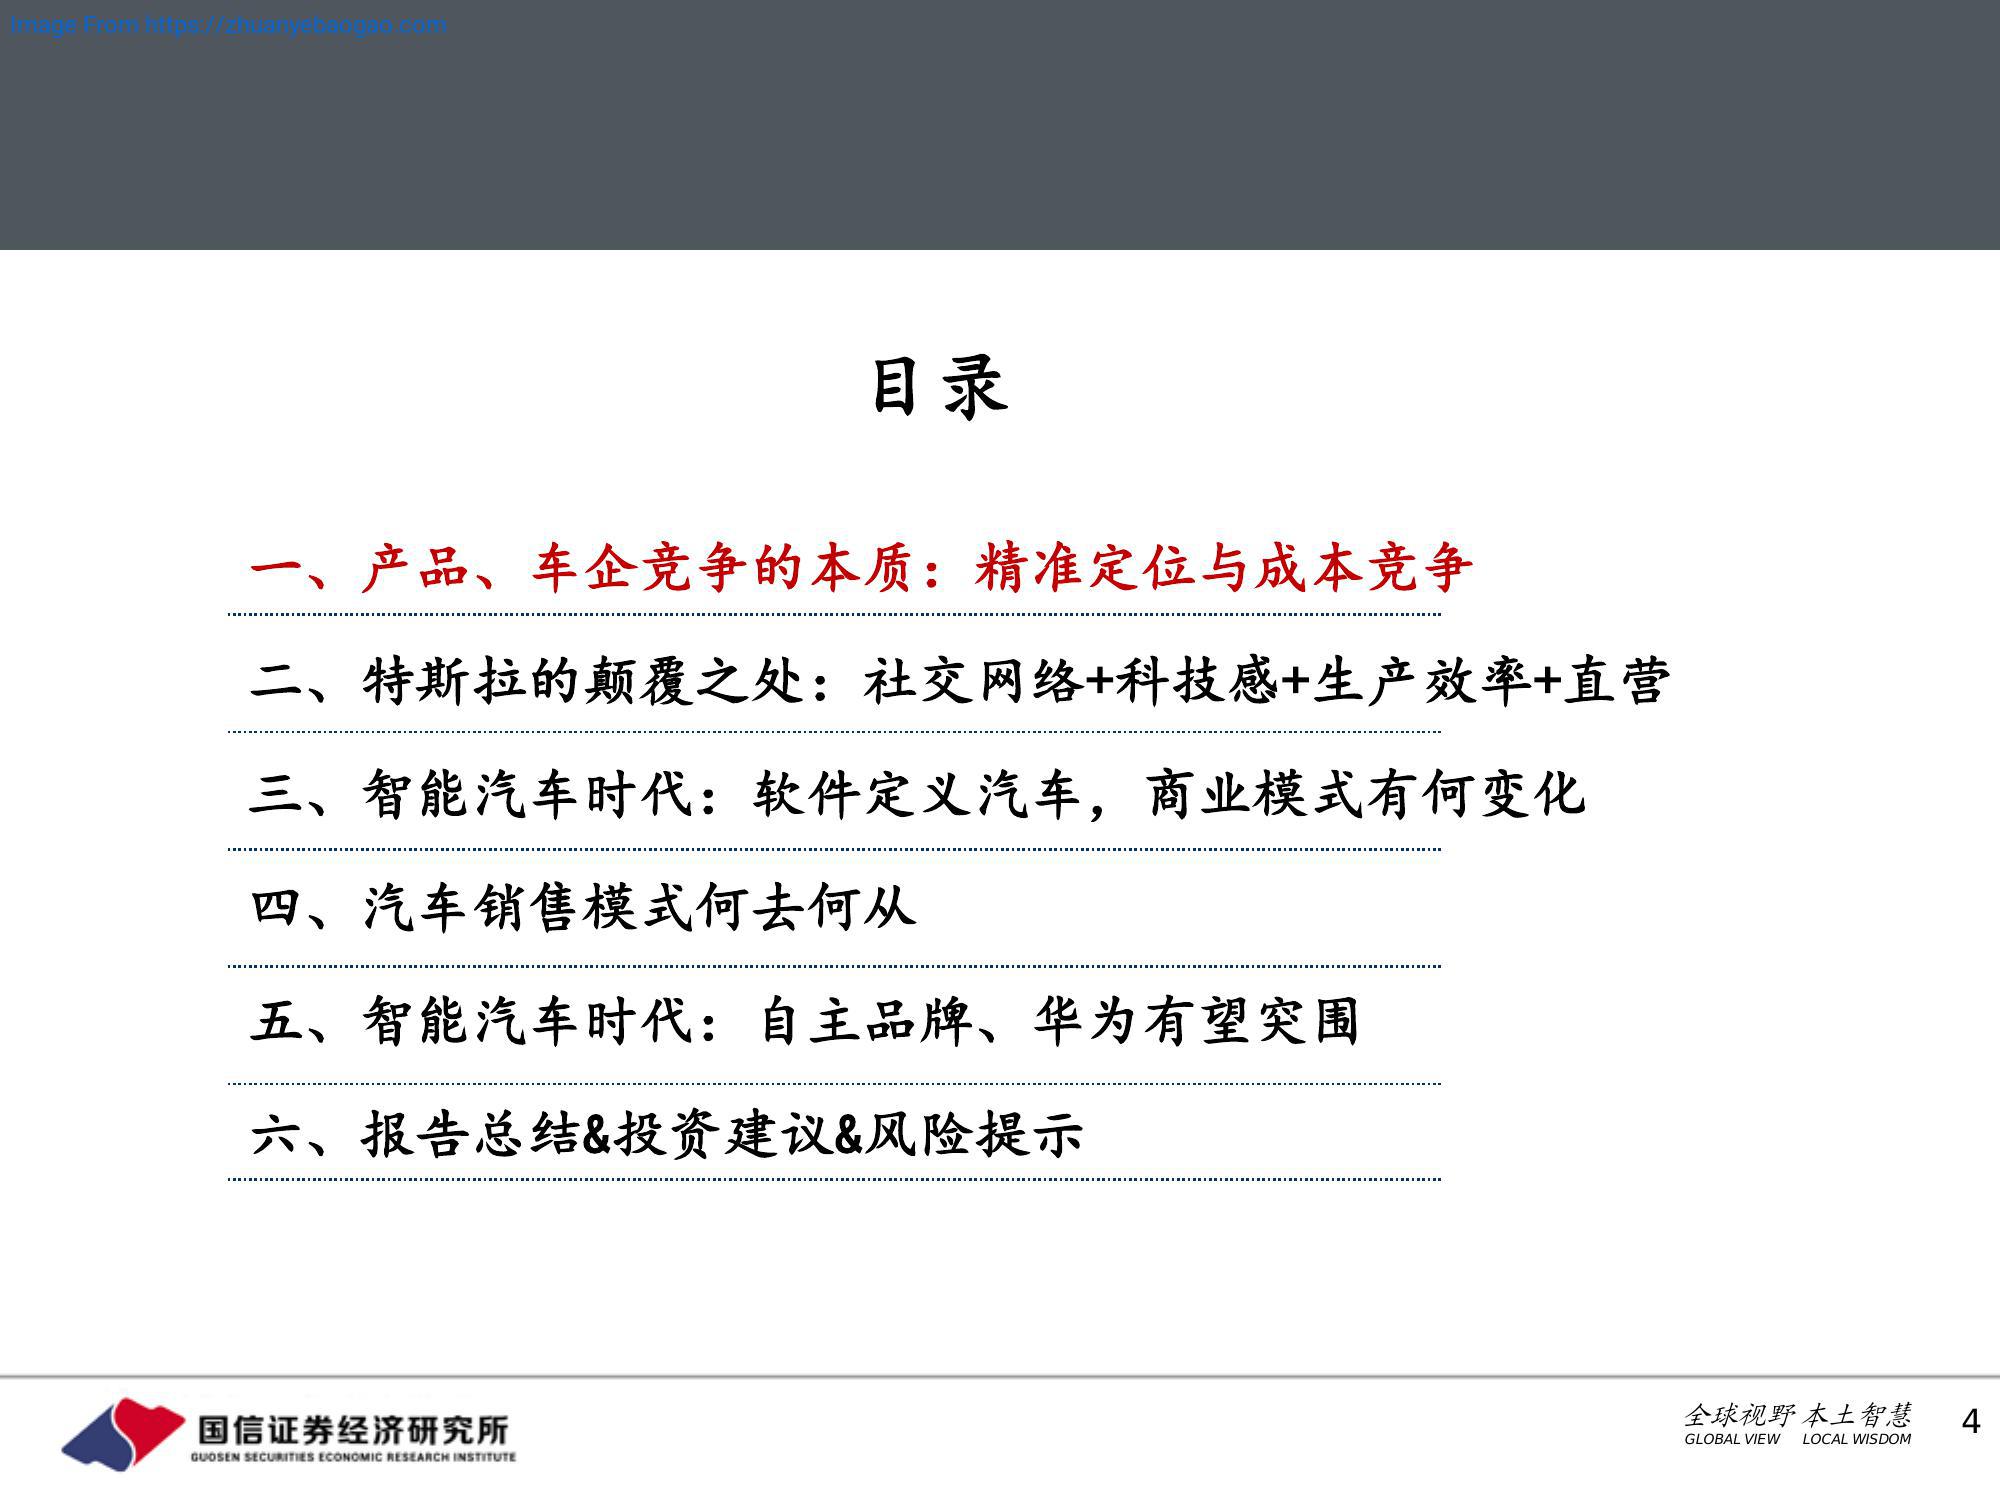 Image From https://zhuanyebaogao.com
目录
一、产品、车企竞争的本质：精准定位与成本竞争
二、特斯拉的颠覆之处：社交网络+科技感+生产效率+直营
三、智能汽车时代：软件定义汽车，商业模式有何变化
四、汽车销售模式何去何从
五、智能汽车时代：自主品牌、华为有望突围
六、报告总结&投资建议&风险提示
国信证券经济研究所
GUOSEN SECURITIES ECONOMIC RESEARCH INSTITUTE
全球视野 本土智慧
GLOBAL VIEW LOCAL WISDOM
4